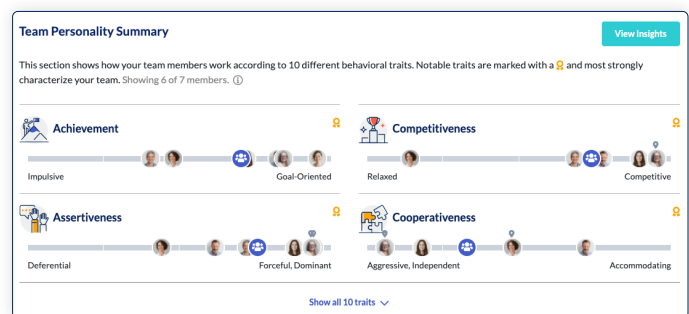 Team Personality Summary
View Insights
This section shows how your team members work according to 10 different behavioral traits. Notable traits are marked with a and most strongly
characterize your team. Showing 6 of 7 members.
Achievement
Impulsive
Goal-Oriented
Competitiveness
Relaxed
Competitive
Assertiveness
Deferential
Forceful, Dominant
Cooperativeness
Aggressive, Independent
Accommodating
Show all 10 traits